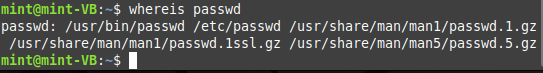 mint@mint-VB:~$ whereis passwd
passwd: /usr/bin/passwd /etc/passwd /usr/share/man/man1/passwd.1.gz
/usr/share/man/man1/passwd.1ssl.gz /usr/share/man/man5/passwd.5.gz
mint@mint-VB:~$